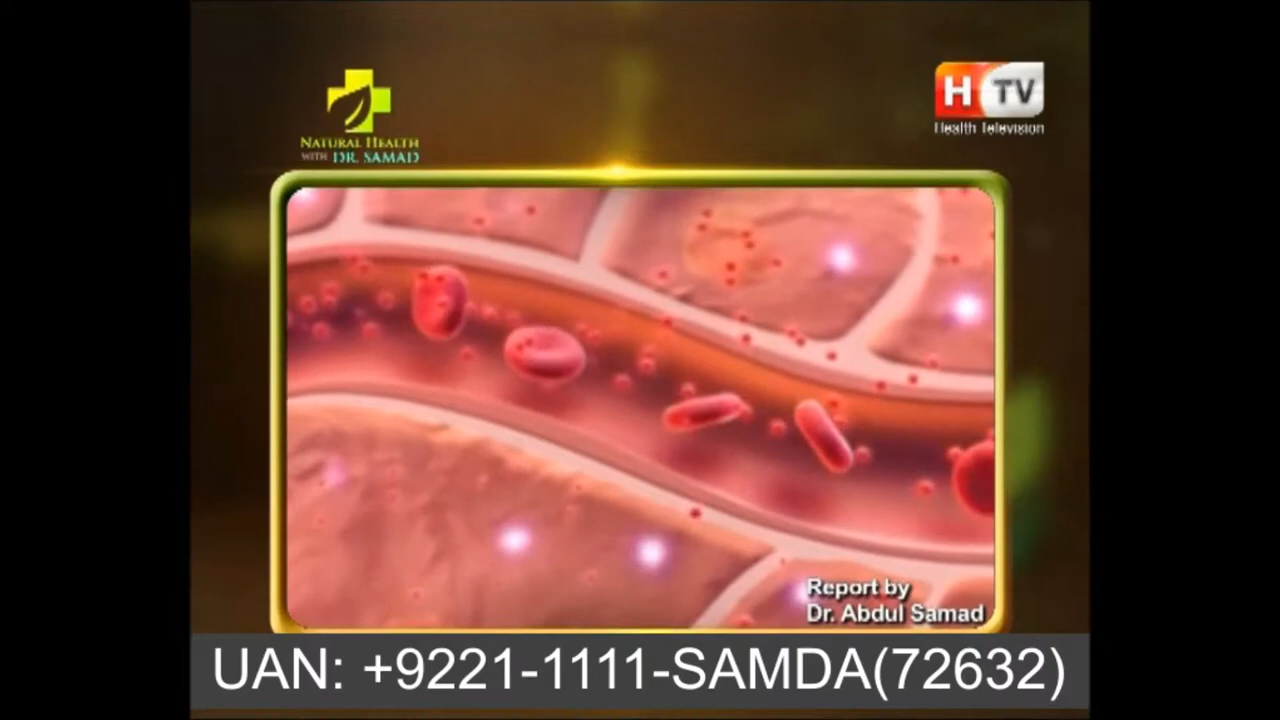 NATURAL HEALTH
WITH DR. SAMAD
H TV
Health Television
Report by
Dr. Abdul Samad
UAN: +9221-1111-SAMDA(72632)